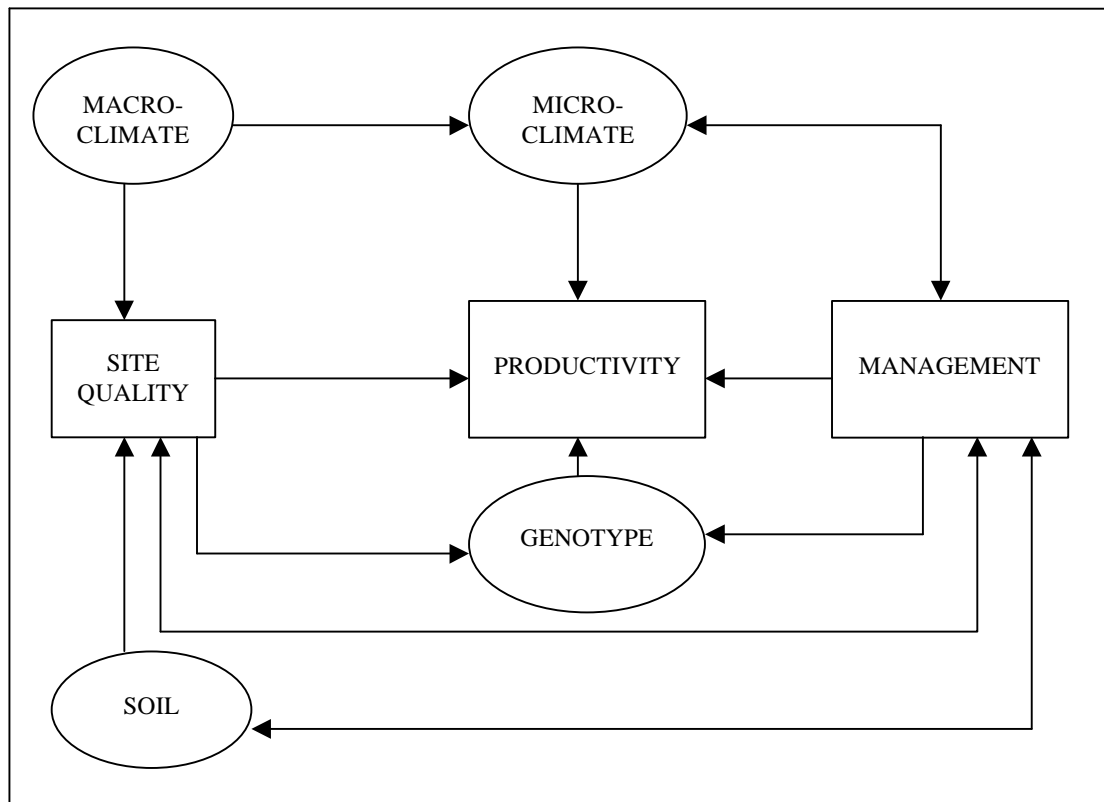 MACRO-
CLIMATE
MICRO-
CLIMATE
SITE
QUALITY
PRODUCTIVITY
MANAGEMENT
GENOTYPE
SOIL